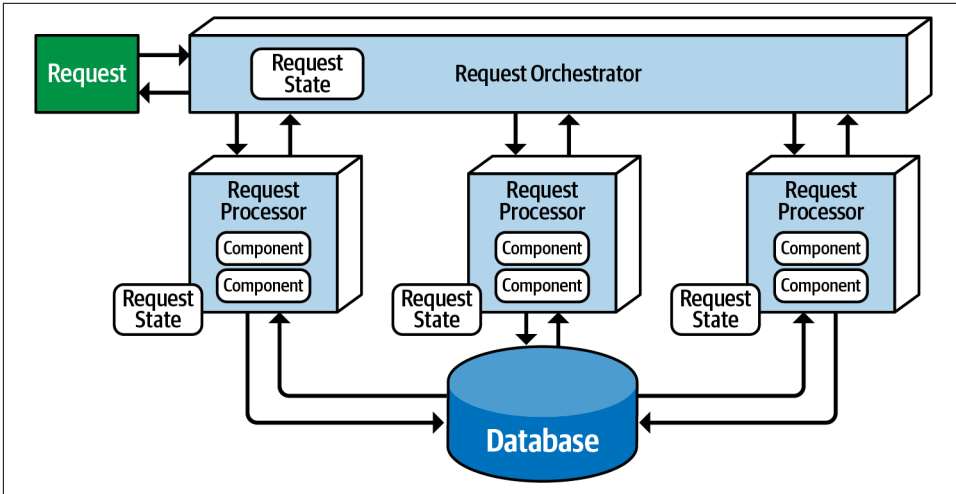 Request
Request
State
Request Orchestrator
Request
Processor
Component
Component
Request
State
Request
Processor
Component
Component
Request
State
Request
Processor
Component
Component
Request
State
Database